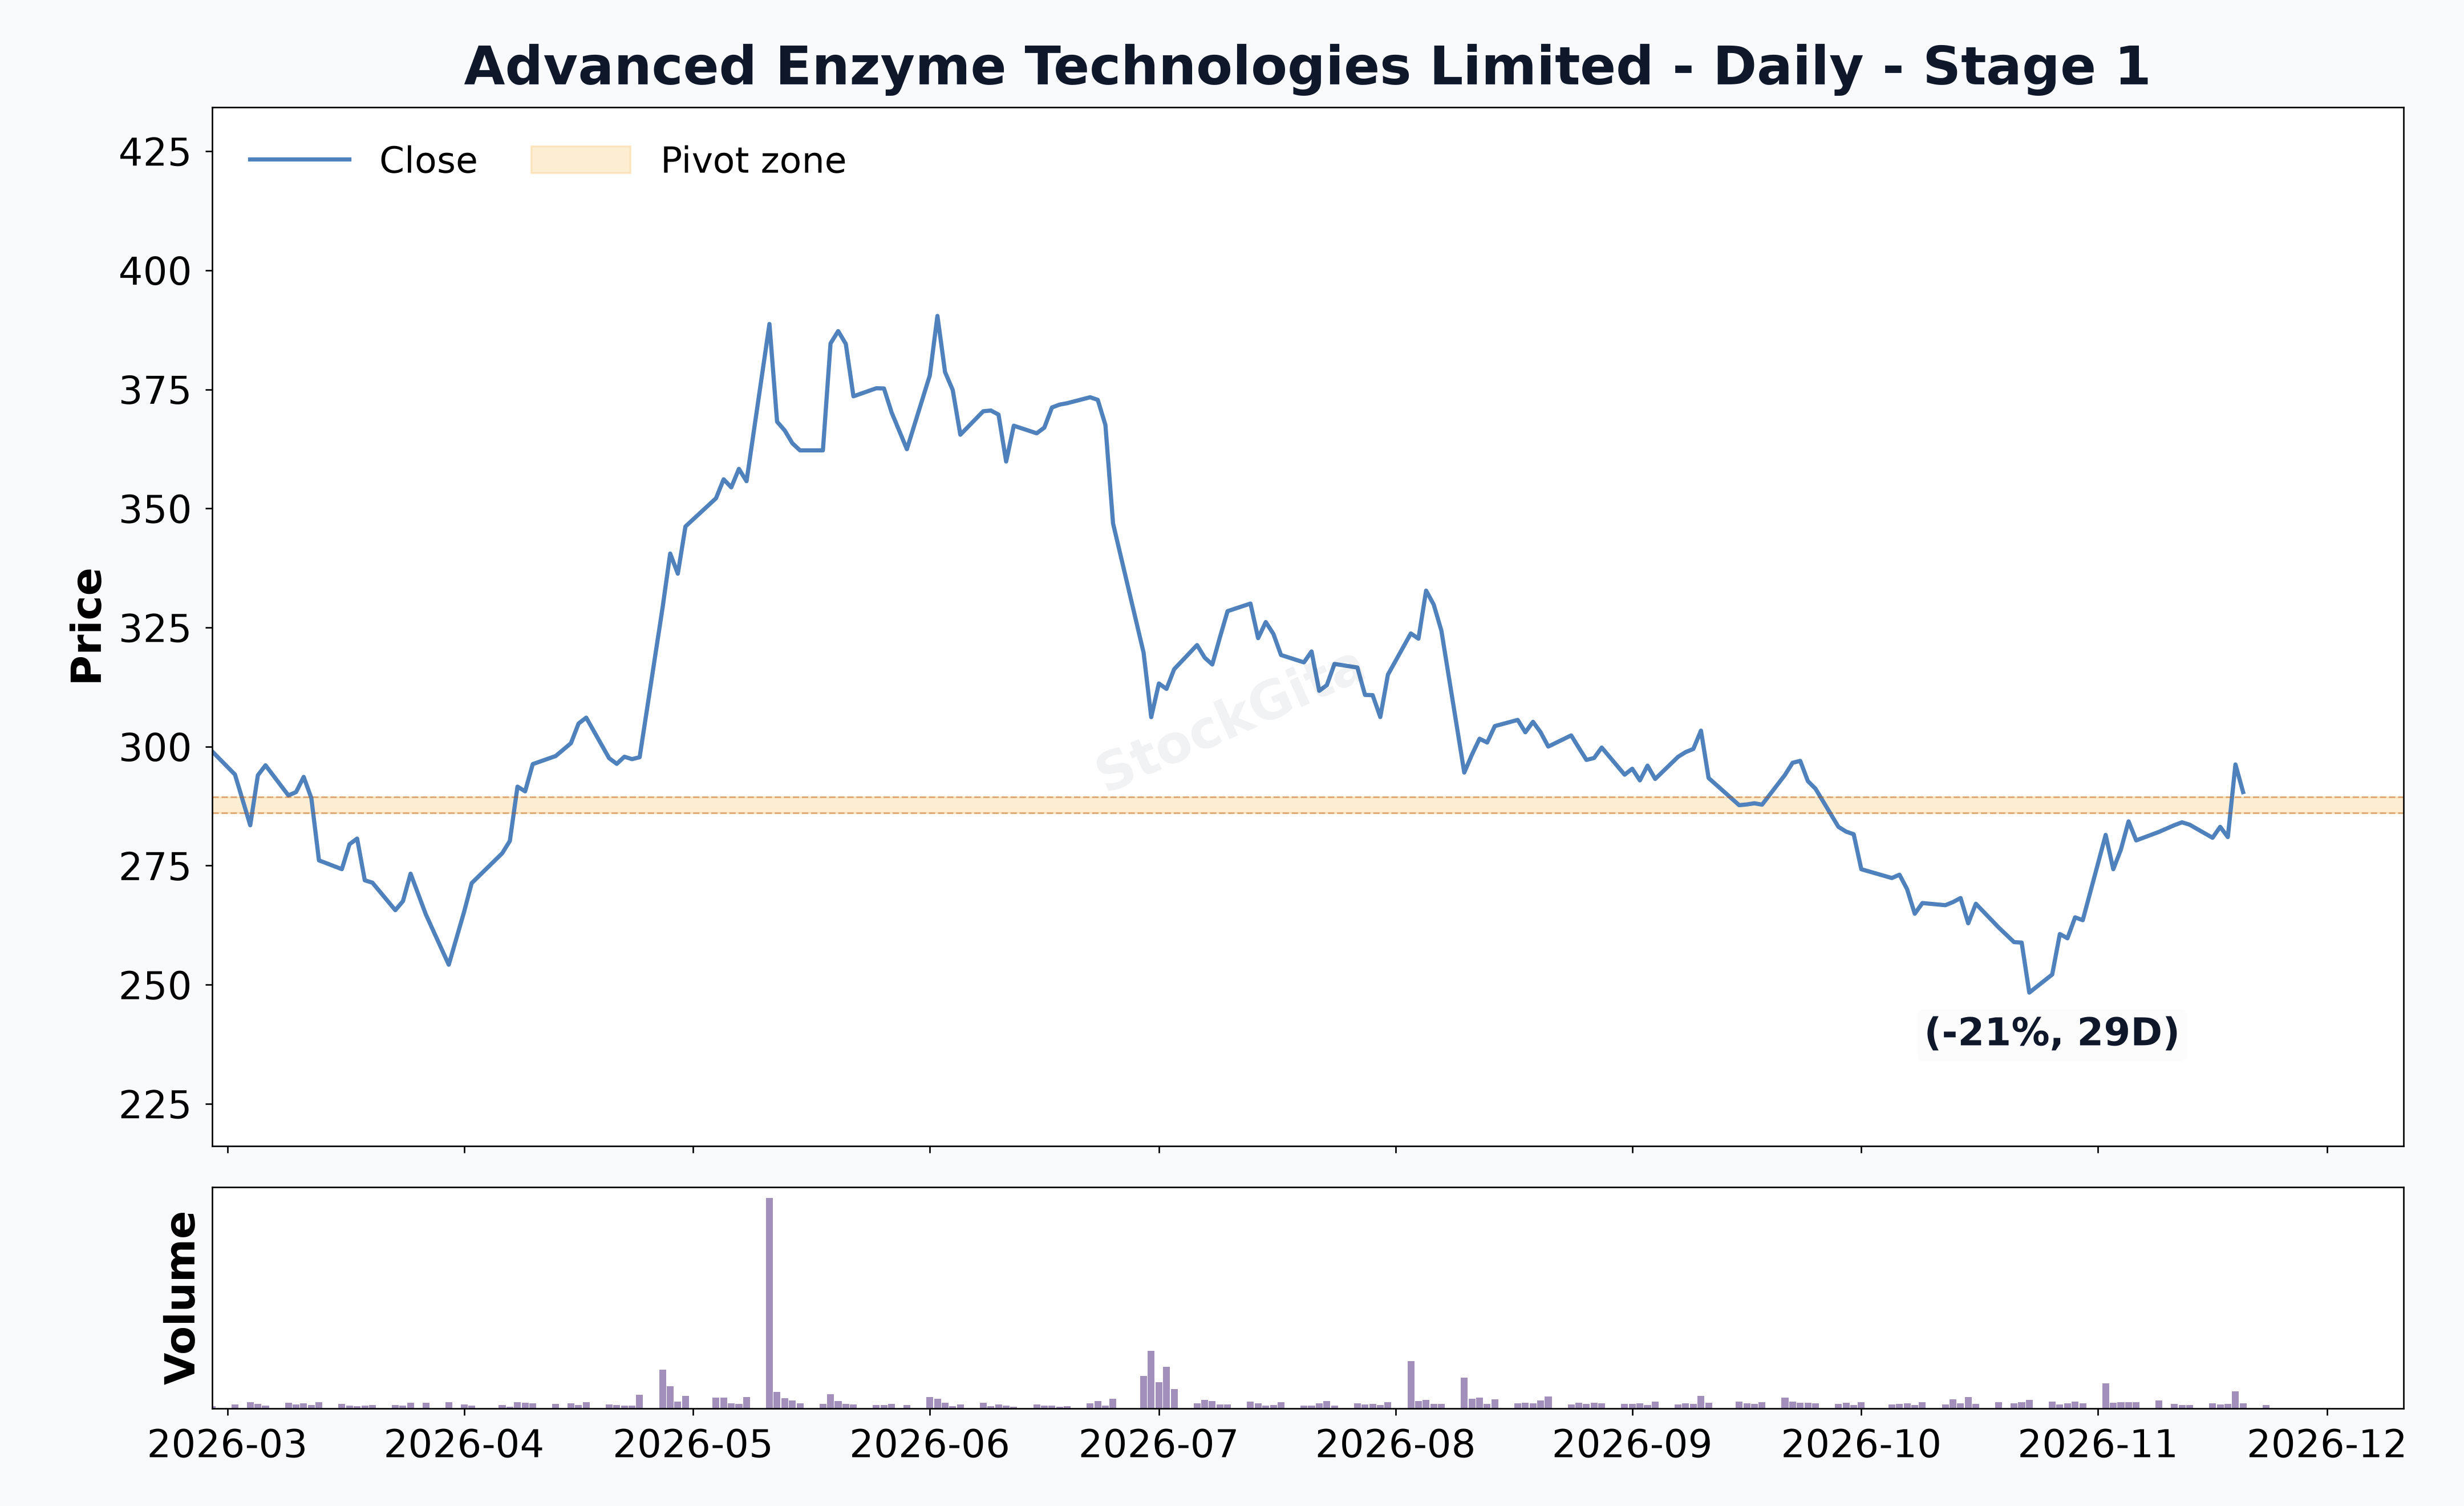 Advanced Enzyme Technologies Limited - Daily - Stage 1
Close
Pivot zone
425
400
375
350
325
300
275
250
225
Price
StockGita
(-21%, 29D)
Volume
2026-03
2026-04
2026-05
2026-06
2026-07
2026-08
2026-09
2026-10
2026-11
2026-12